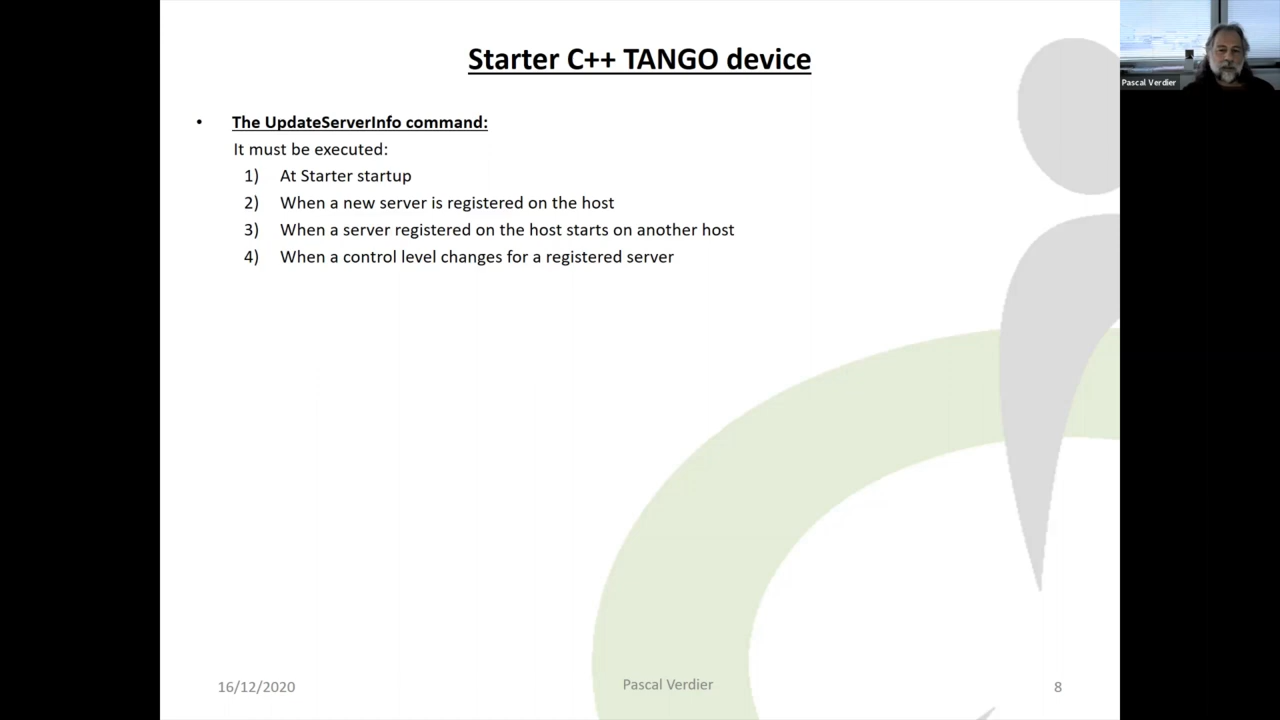 Starter C++ TANGO device
Pascal Verdier
• The UpdateServerInfo command:
It must be executed:
1) At Starter startup
2) When a new server is registered on the host
3) When a server registered on the host starts on another host
4) When a control level changes for a registered server
16/12/2020
Pascal Verdier
8